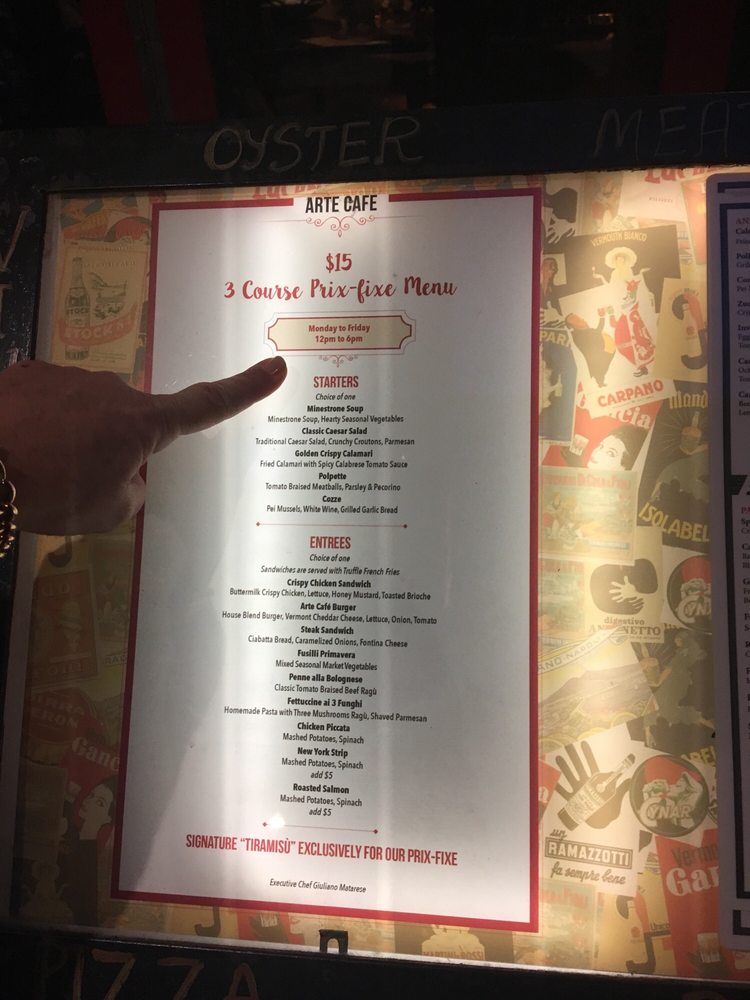 OYSTER
ARTE CAFE
$15
3 Course Prix-fixe Menu
Monday to Friday
12pm to 6pm
STARTERS
Choice of one
Minestrone Soup
Minestrone Soup, Hearty Seasonal Vegetables
Classic Caesar Salad
Traditional Caesar Salad, Crunchy Croutons, Parmesan
Golden Crispy Calamari
Fried Calamari with Spicy Calabrese Tomato Sauce
Polpette
Tomato Braised Meatballs, Parsley & Pecorino
Cozze
Pei Mussels, White Wine, Grilled Garlic Bread
ENTREES
Choice of one
Sandwiches are served with Truffle French Fries
Crispy Chicken Sandwich
Buttermilk Crispy Chicken, Lettuce, Honey Mustard, Toasted Brioche
Arte Café Burger
House Blend Burger, Vermont Cheddar Cheese, Lettuce, Onion, Tomato
Steak Sandwich
Ciabatta Bread, Caramelized Onions, Fontina Cheese
Fusilli Primavera
Mixed Seasonal Market Vegetables
Penne alla Bolognese
Classic Tomato Braised Beef Ragù
Fettuccine ai 3 Funghi
Homemade Pasta with Three Mushrooms Ragù, Shaved Parmesan
Chicken Piccata
Mashed Potatoes, Spinach
New York Strip
Mashed Potatoes, Spinach
add $5
Roasted Salmon
Mashed Potatoes, Spinach
add $5
SIGNATURE "TIRAMISÙ" EXCLUSIVELY FOR OUR PRIX-FIXE
Executive Chef Giuliano Matarese
VERMOUTH BIANCO
CARPANO
STOCK
ISOLABEL
digestivo
CYNAR
un
RAMAZZOTTI
fa sempre bene
PIZZA